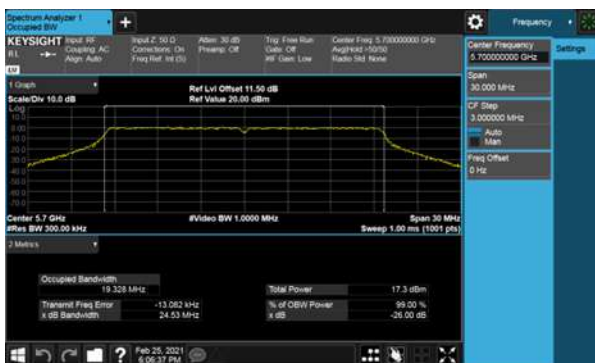 Spectrum Analyzer 1
Occupied BW
Frequency
KEYSIGHT
Input: RF
Input Z: 50 Ω
Atten: 30 dB
Trig: Free Run
Center Freq: 5.700000000 GHz
RL
Coupling: AC
Corrections: On
Preamp: Off
Gate: Off
Avg|Hold:>50/50
Align: Auto
Freq Ref: Int (S)
#IF Gain: Low
Radio Std: None
Center Frequency
5.700000000 GHz
Settings
Span
30.000 MHz
CF Step
3.000000 MHz
Auto
Man
Freq Offset
0 Hz
1 Graph
Ref Lvl Offset 11.50 dB
Scale/Div 10.0 dB
Ref Value 20.00 dBm
Log
10.0
0.00
Center 5.7 GHz
#Video BW 1.0000 MHz
Span 30 MHz
#Res BW 300.00 kHz
Sweep 1.00 ms (1001 pts)
2 Metrics
Occupied Bandwidth
19.328 MHz
Total Power
17.3 dBm
Transmit Freq Error
-13.082 kHz
% of OBW Power
99.00 %
x dB Bandwidth
24.53 MHz
x dB
-26.00 dB
?
Feb 25, 2021
6:06:37 PM